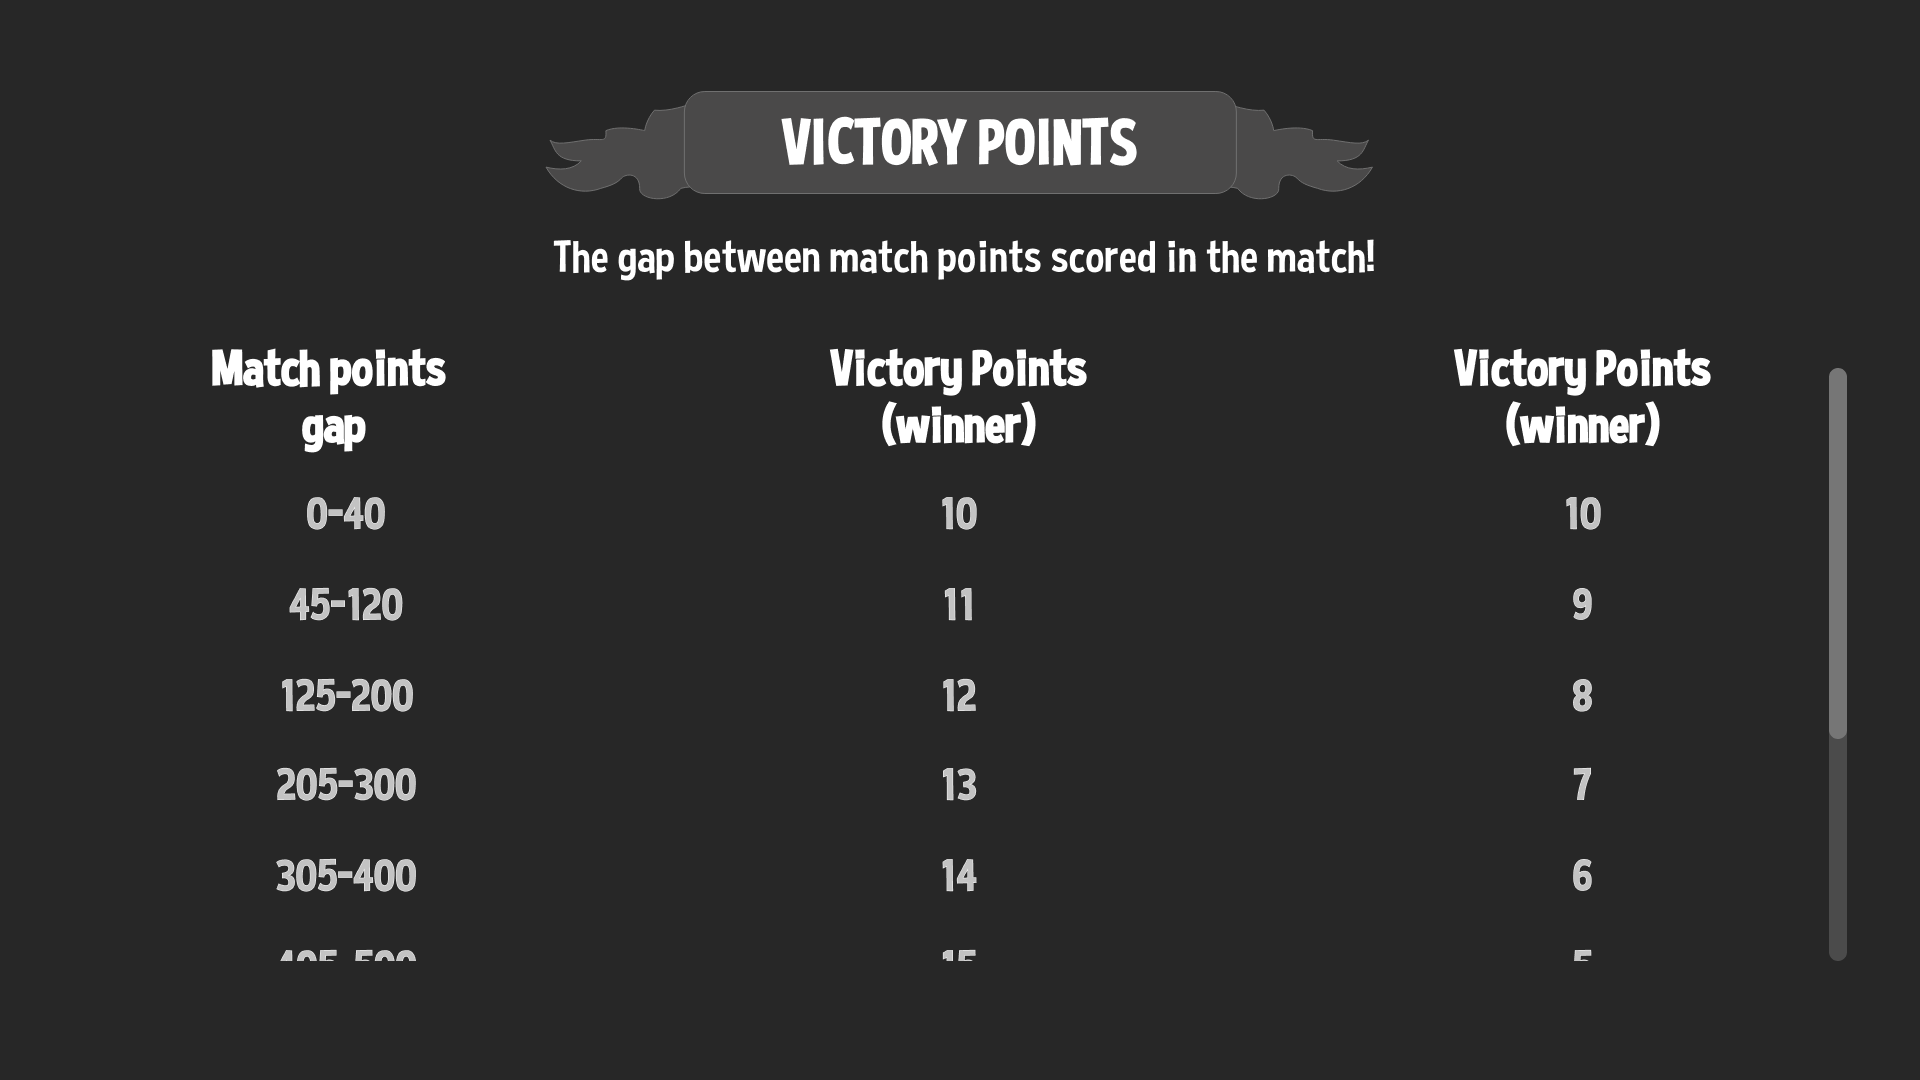 VICTORY POINTS
The gap between match points scored in the match!
Match points gap
Victory Points (winner)
Victory Points (winner)
0-40 10 10
45-120 11 9
125-200 12 8
205-300 13 7
305-400 14 6